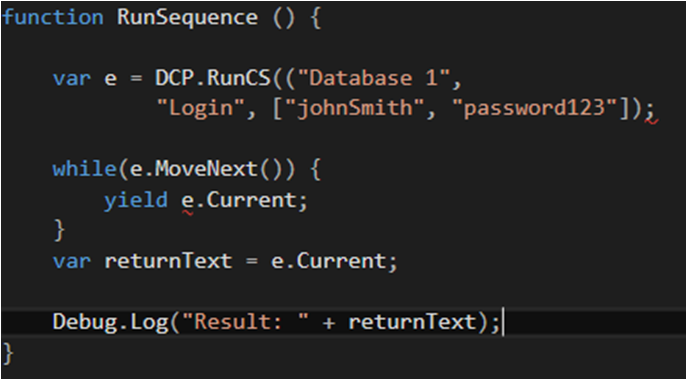 function RunSequence () {
var e = DCP.RunCS(("Database 1",
"Login", ["johnSmith", "password123"]);
while(e.MoveNext()) {
yield e.Current;
}
var returnText = e.Current;
Debug.Log("Result: " + returnText);
}